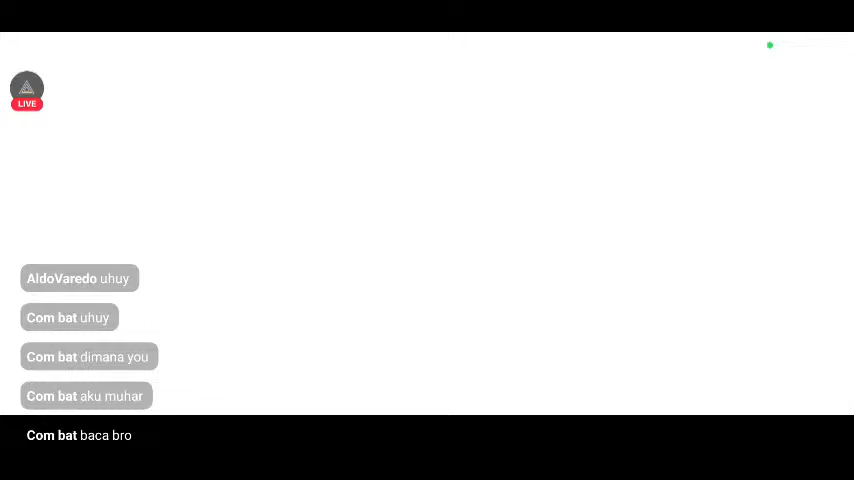 LIVE
AldoVaredo uhuy
Com bat uhuy
Com bat dimana you
Com bat aku muhar
Com bat baca bro